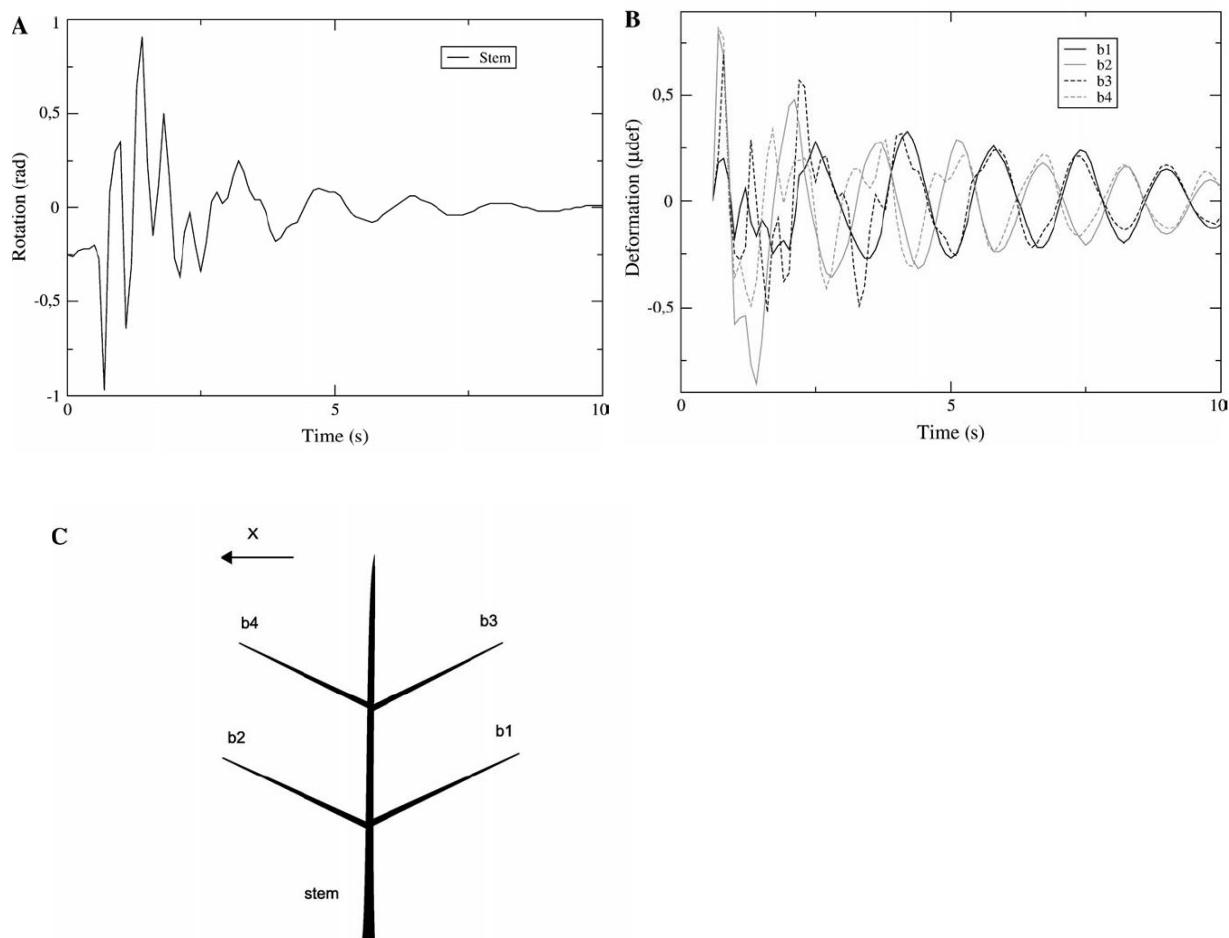 A
1
0,5
0
-0,5
-1
Rotation (rad)
Stem
0
5
10
Time (s)
B
0,5
0
-0,5
Deformation (μdef)
b1
b2
b3
b4
0
5
10
Time (s)
C
X
b4
b3
b2
b1
stem